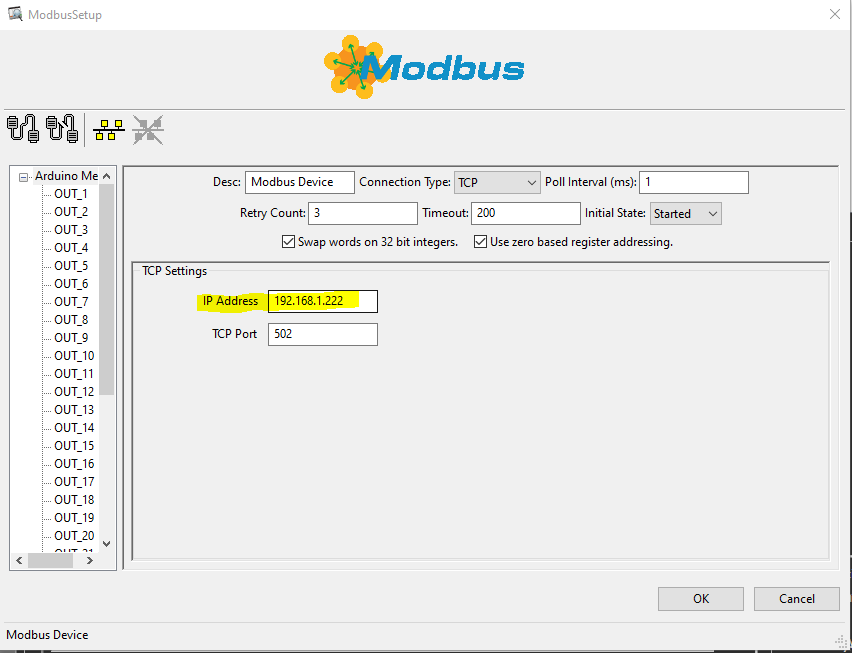 ModbusSetup
Modbus
Arduino Me
OUT_1
OUT_2
OUT_3
OUT_4
OUT_5
OUT_6
OUT_7
OUT_8
OUT_9
OUT_10
OUT_11
OUT_12
OUT_13
OUT_14
OUT_15
OUT_16
OUT_17
OUT_18
OUT_19
OUT_20
Desc: Modbus Device Connection Type: TCP Poll Interval (ms): 1
Retry Count: 3 Timeout: 200 Initial State: Started
Swap words on 32 bit integers. Use zero based register addressing.
TCP Settings
IP Address 192.168.1.222
TCP Port 502
OK Cancel
Modbus Device